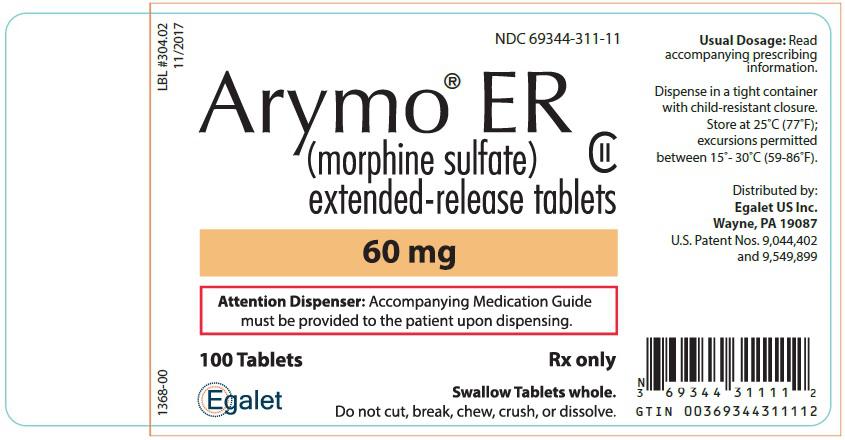 LBL #304.02
11/2017
1368-00
NDC 69344-311-11
Arymo® ER
(morphine sulfate) CII
extended-release tablets
60 mg
Attention Dispenser: Accompanying Medication Guide
must be provided to the patient upon dispensing.
100 Tablets Rx only
Egalet
Swallow Tablets whole.
Do not cut, break, chew, crush, or dissolve.
Usual Dosage: Read
accompanying prescribing
information.
Dispense in a tight container
with child-resistant closure.
Store at 25˚C (77˚F);
excursions permitted
between 15˚- 30˚C (59-86˚F).
Distributed by:
Egalet US Inc.
Wayne, PA 19087
U.S. Patent Nos. 9,044,402
and 9,549,899
N
3 69344 31111 2
GTIN 00369344311112